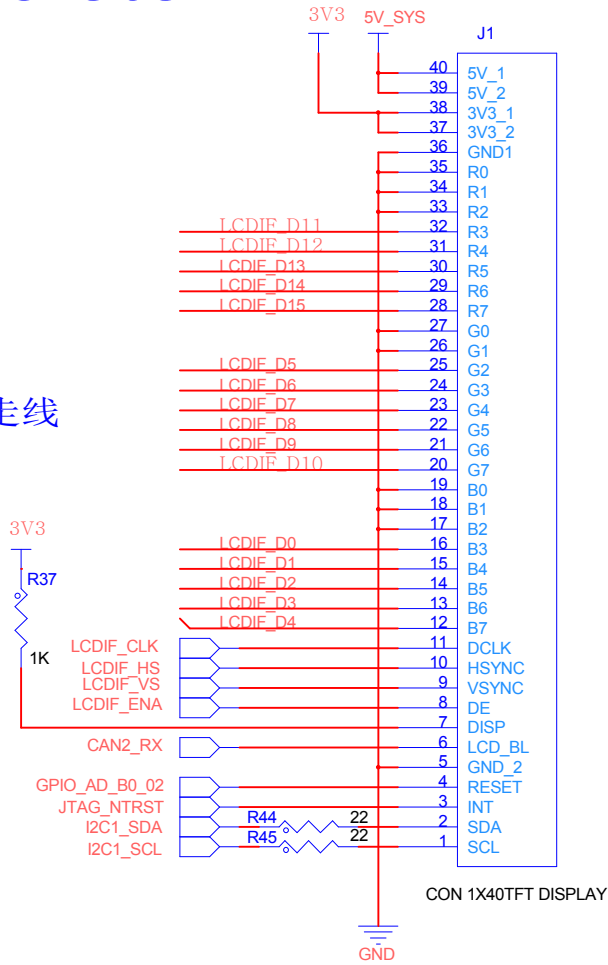 3V3 5V_SYS
J1
40 5V_1
39 5V_2
38 3V3_1
37 3V3_2
36 GND1
35 R0
34 R1
33 R2
LCDIF_D11 32 R3
LCDIF_D12 31 R4
LCDIF_D13 30 R5
LCDIF_D14 29 R6
LCDIF_D15 28 R7
27 G0
26 G1
LCDIF_D5 25 G2
LCDIF_D6 24 G3
LCDIF_D7 23 G4
走线
LCDIF_D8 22 G5
LCDIF_D9 21 G6
LCDIF_D10 20 G7
19 B0
18 B1
17 B2
3V3
LCDIF_D0 16 B3
LCDIF_D1 15 B4
R37
LCDIF_D2 14 B5
LCDIF_D3 13 B6
LCDIF_D4 12 B7
LCDIF_CLK 11 DCLK
1K
LCDIF_HS 10 HSYNC
LCDIF_VS 9 VSYNC
LCDIF_ENA 8 DE
7 DISP
CAN2_RX 6 LCD_BL
5 GND_2
GPIO_AD_B0_02 4 RESET
JTAG_NTRST 3 INT
I2C1_SDA R44 22 2 SDA
I2C1_SCL R45 22 1 SCL
CON 1X40TFT DISPLAY
GND